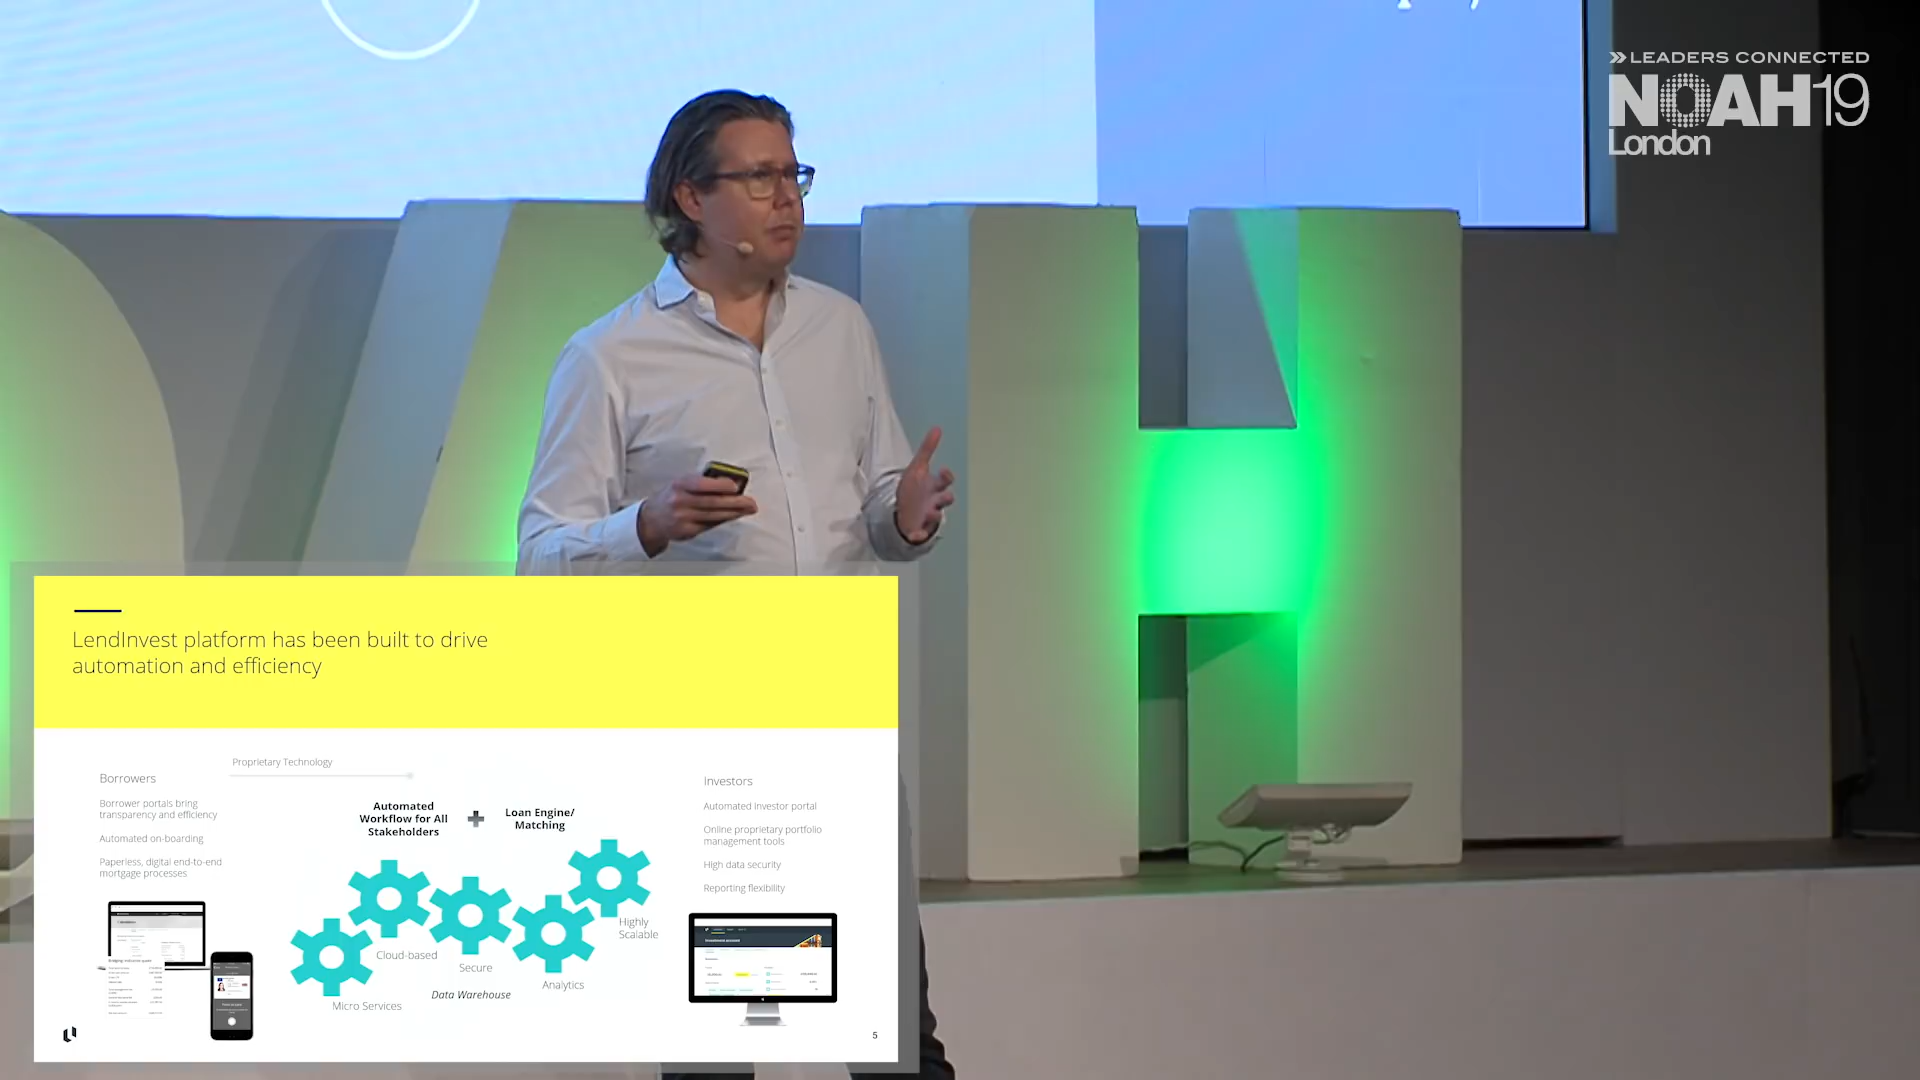 LEADERS CONNECTED
NOAH19
London
LendInvest platform has been built to drive
automation and efficiency
Proprietary Technology
Borrowers
Borrower portals bring
transparency and efficiency
Automated on-boarding
Paperless, digital end-to-end
mortgage processes
Automated
Workflow for All
Stakeholders
Loan Engine/
Matching
Investors
Automated investor portal
Online proprietary portfolio
management tools
High data security
Reporting flexibility
Highly
Scalable
Cloud-based
Secure
Analytics
Data Warehouse
Micro Services
5